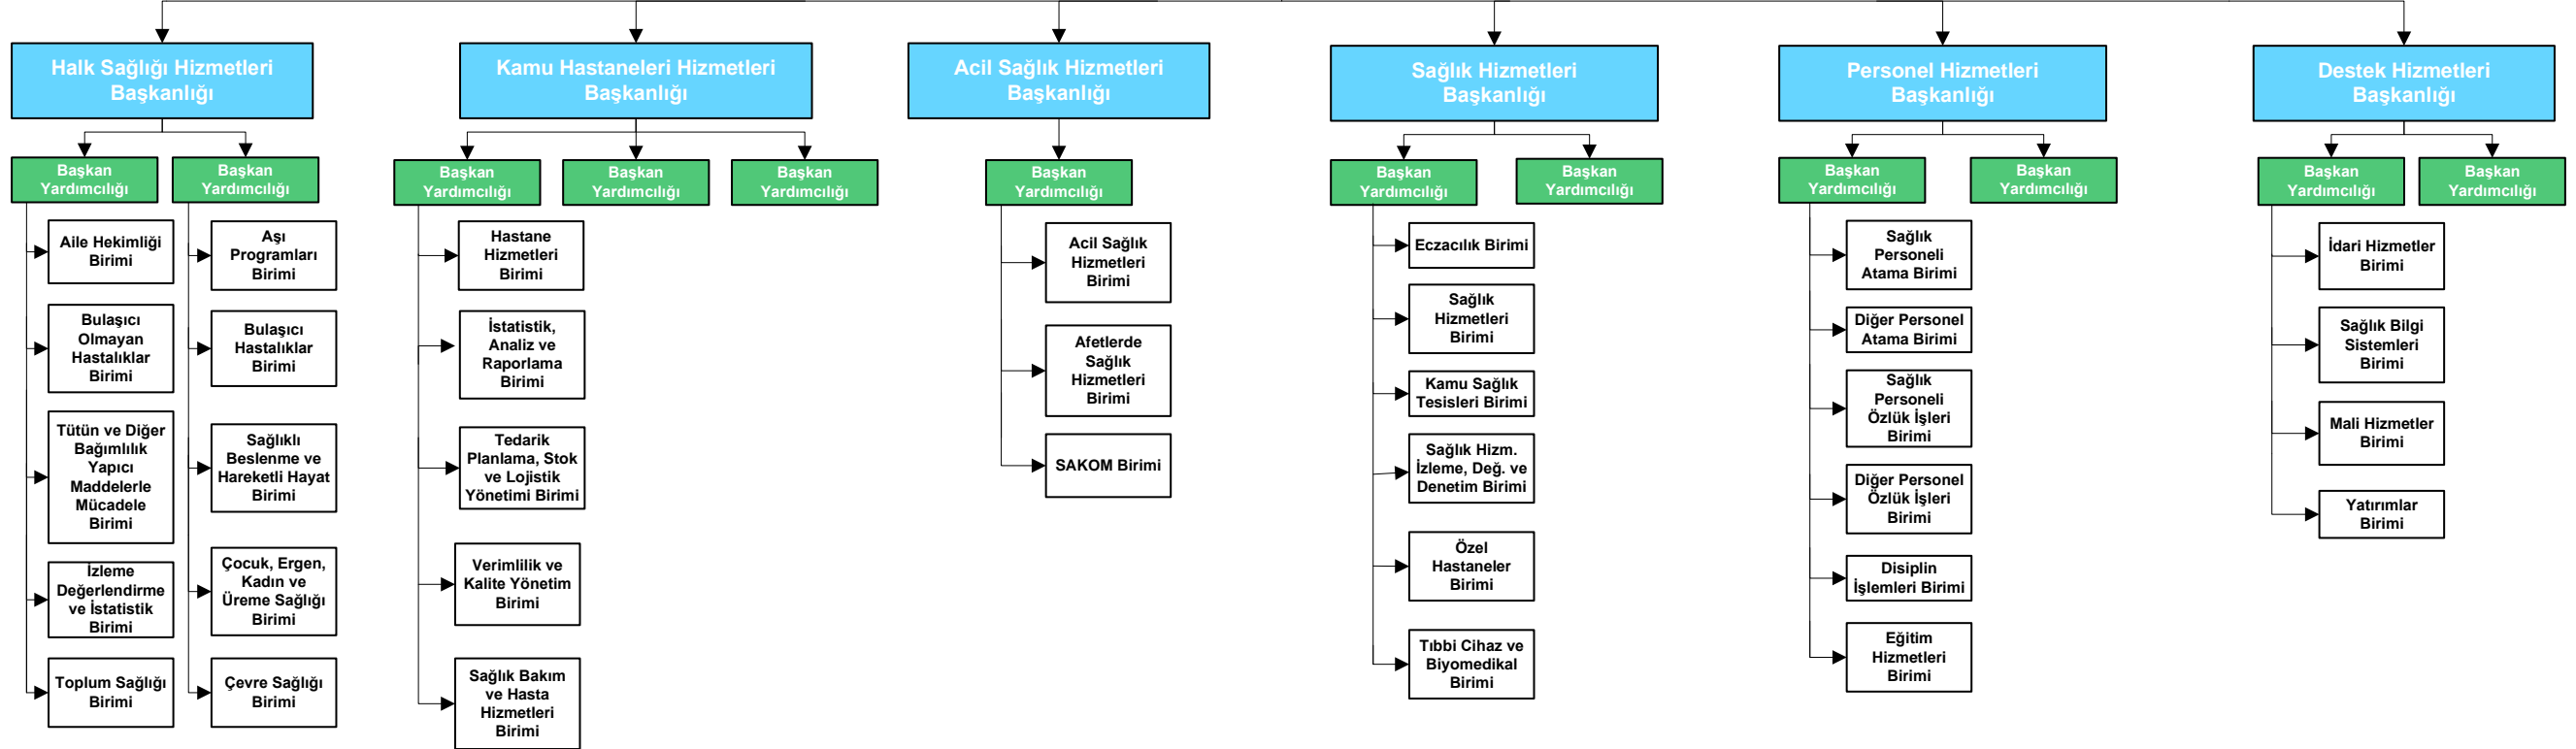 Halk Sağlığı Hizmetleri
Başkanlığı
Kamu Hastaneleri Hizmetleri
Başkanlığı
Acil Sağlık Hizmetleri
Başkanlığı
Sağlık Hizmetleri
Başkanlığı
Personel Hizmetleri
Başkanlığı
Destek Hizmetleri
Başkanlığı
Başkan
Yardımcılığı
Başkan
Yardımcılığı
Başkan
Yardımcılığı
Başkan
Yardımcılığı
Başkan
Yardımcılığı
Başkan
Yardımcılığı
Başkan
Yardımcılığı
Başkan
Yardımcılığı
Başkan
Yardımcılığı
Başkan
Yardımcılığı
Başkan
Yardımcılığı
Başkan
Yardımcılığı
Aile Hekimliği
Birimi
Bulaşıcı
Olmayan
Hastalıklar
Birimi
Tütün ve Diğer
Bağımlılık
Yapıcı
Maddelerle
Mücadele
Birimi
İzleme
Değerlendirme
ve İstatistik
Birimi
Toplum Sağlığı
Birimi
Aşı
Programları
Birimi
Bulaşıcı
Hastalıklar
Birimi
Sağlıklı
Beslenme ve
Hareketli Hayat
Birimi
Çocuk, Ergen,
Kadın ve
Üreme Sağlığı
Birimi
Çevre Sağlığı
Birimi
Hastane
Hizmetleri
Birimi
İstatistik,
Analiz ve
Raporlama
Birimi
Tedarik
Planlama, Stok
ve Lojistik
Yönetimi Birimi
Verimlilik ve
Kalite Yönetim
Birimi
Sağlık Bakım
ve Hasta
Hizmetleri
Birimi
Acil Sağlık
Hizmetleri
Birimi
Afetlerde
Sağlık
Hizmetleri
Birimi
SAKOM Birimi
Eczacılık Birimi
Sağlık
Hizmetleri
Birimi
Kamu Sağlık
Tesisleri Birimi
Sağlık Hizm.
İzleme, Değ. ve
Denetim Birimi
Özel
Hastaneler
Birimi
Tıbbi Cihaz ve
Biyomedikal
Birimi
Sağlık
Personeli
Atama Birimi
Diğer Personel
Atama Birimi
Sağlık
Personeli
Özlük İşleri
Birimi
Diğer Personel
Özlük İşleri
Birimi
Disiplin
İşlemleri Birimi
Eğitim
Hizmetleri
Birimi
İdari Hizmetler
Birimi
Sağlık Bilgi
Sistemleri
Birimi
Mali Hizmetler
Birimi
Yatırımlar
Birimi